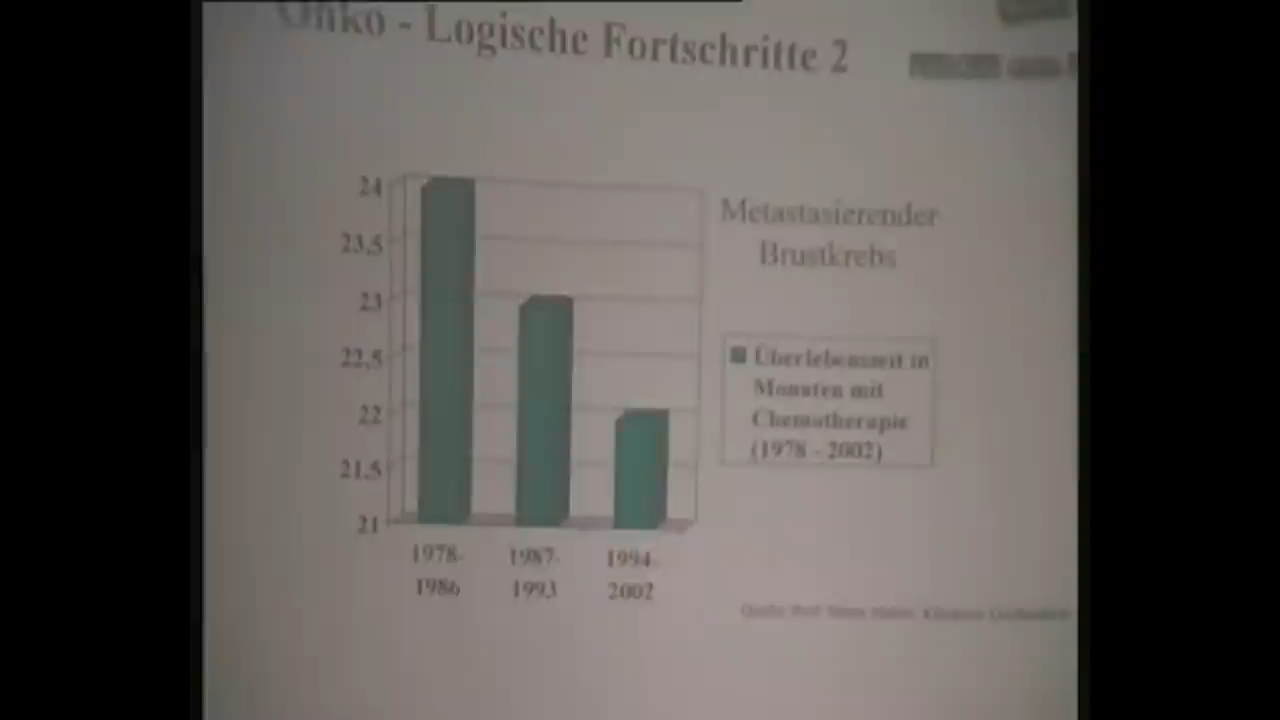 Onko - Logische Fortschritte 2
24
23,5
23
22,5
22
21,5
21
1978-
1986
1987-
1993
1994-
2002
Metastasierender
Brustkrebs
Überlebenszeit in
Monaten mit
Chemotherapie
(1978 - 2002)